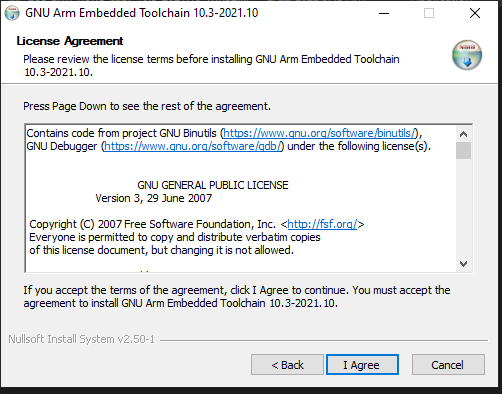 GNU Arm Embedded Toolchain 10.3-2021.10
License Agreement
Please review the license terms before installing GNU Arm Embedded Toolchain
10.3-2021.10.
Press Page Down to see the rest of the agreement.
Contains code from project GNU Binutils (https://www.gnu.org/software/binutils/),
GNU Debugger (https://www.gnu.org/software/gdb/) under the following license(s).
GNU GENERAL PUBLIC LICENSE
Version 3, 29 June 2007
Copyright (C) 2007 Free Software Foundation, Inc. <http://fsf.org/>
Everyone is permitted to copy and distribute verbatim copies
of this license document, but changing it is not allowed.
If you accept the terms of the agreement, click I Agree to continue. You must accept the
agreement to install GNU Arm Embedded Toolchain 10.3-2021.10.
Nullsoft Install System v2.50-1
< Back
I Agree
Cancel